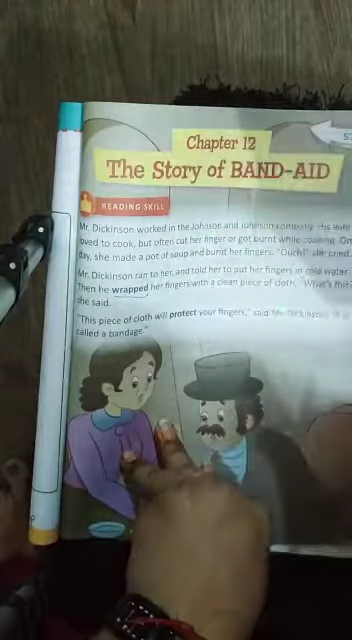 Chapter 12
The Story of BAND-AID
READING SKILL
Mr. Dickinson worked in the Johnson and Johnson company. His wife
loved to cook, but often cut her finger or got burnt while cooking. One
day, she made a pot of soup and burnt her fingers. "Ouch!" she cried.
Mr. Dickinson ran to her, and told her to put her fingers in cold water.
Then he wrapped her fingers with a clean piece of cloth. "What's this?"
she said.
"This piece of cloth will protect your fingers," said Mr. Dickinson.
called a bandage."